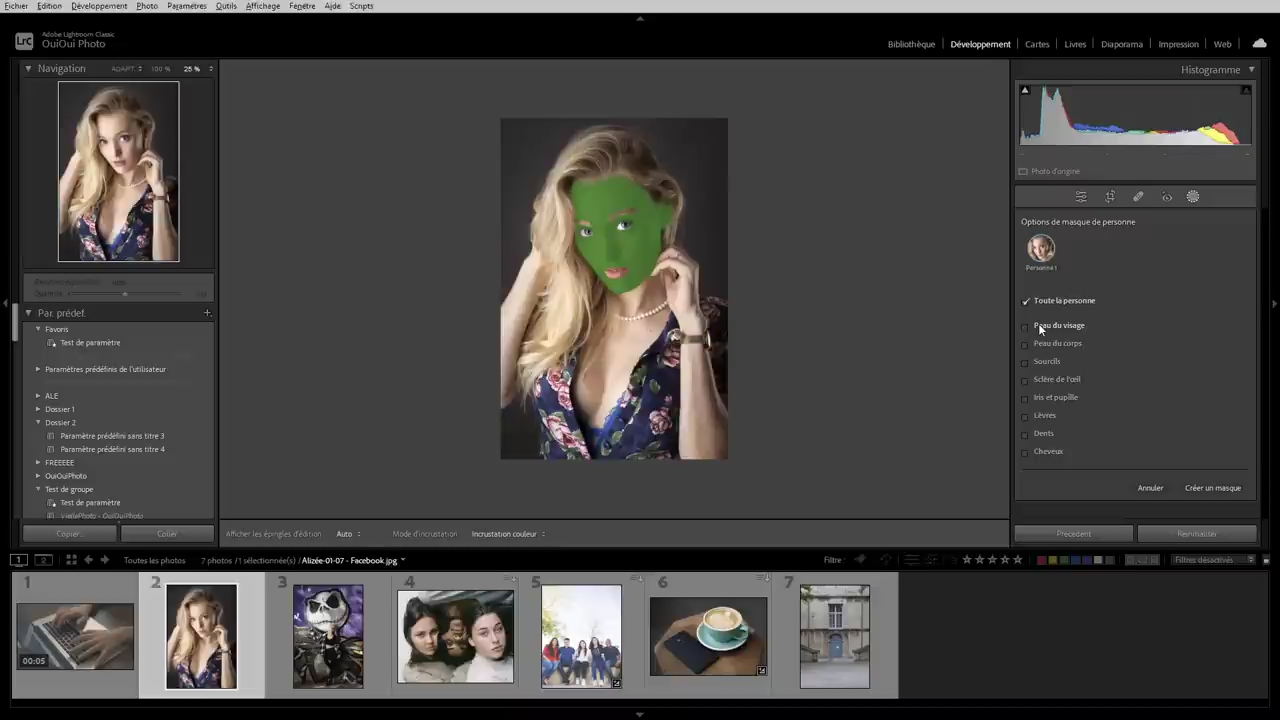 Fichier Edition Développement Photo Paramètres Outils Affichage Fenêtre Aide Scripts
Lrc Adobe Lightroom Classic
OuiOui Photo
Bibliothèque Développement Cartes Livres Diaporama Impression Web
Navigation ADAPT. 100 % 25 %
Histogramme
Photo d'origine
Options de masque de personne
Personne 1
Toute la personne
Peau du visage
Peau du corps
Sourcils
Sclère de l'œil
Iris et pupille
Lèvres
Dents
Cheveux
Annuler Créer un masque
Par. prédéf.
Favoris
Test de paramètre
Paramètres prédéfinis de l'utilisateur
ALE
Dossier 1
Dossier 2
Paramètre prédéfini sans titre 3
Paramètre prédéfini sans titre 4
FREEEEE
OuiOuiPhoto
Test de groupe
Test de paramètre
Copier... Coller
Afficher les épingles d'édition Auto Mode d'incrustation Incrustation couleur
Précédent Réinitialiser
1 2 Toutes les photos 7 photos /1 sélectionnée(s) / Alizée-01-07 - Facebook.jpg Filtre : Filtres désactivés
1 2 3 4 5 6 7
00:05